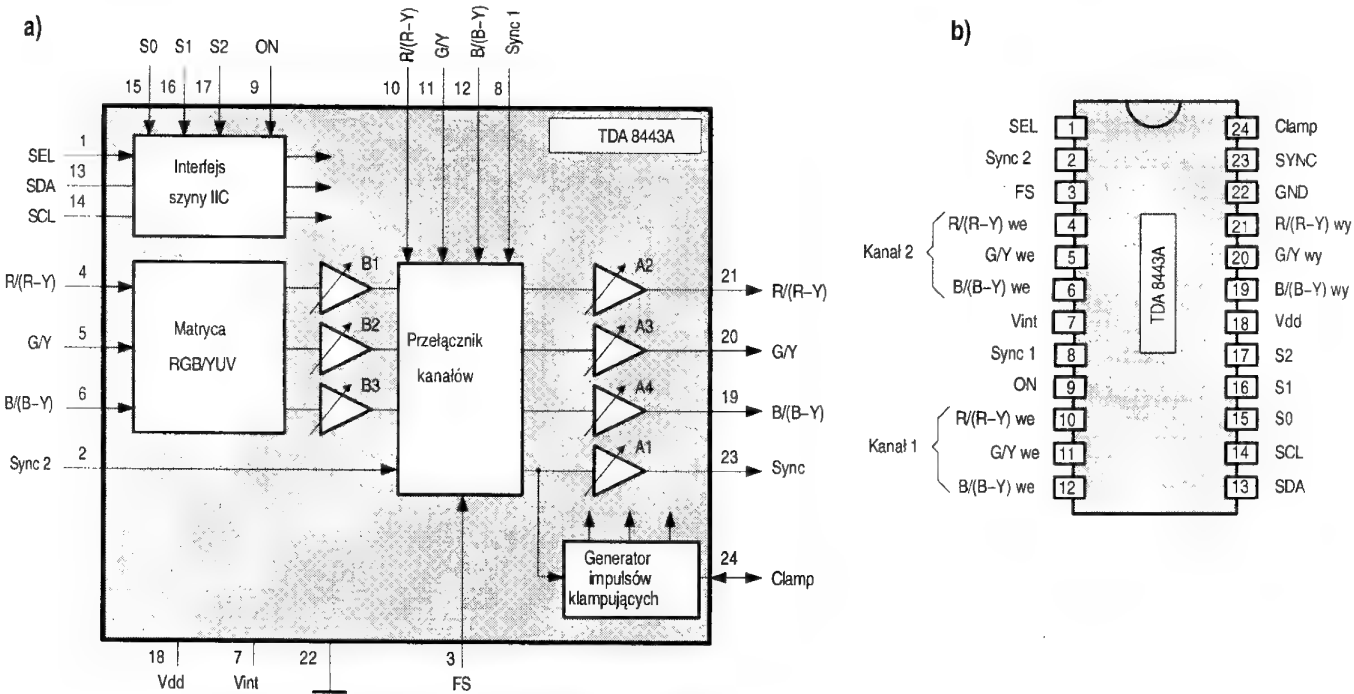 a)
S0
S1
S2
ON
R/(R–Y)
G/Y
B/(B–Y)
Sync 1
15
16
17
9
10
11
12
8
TDA 8443A
SEL
1
SDA
13
SCL
14
Interfejs
szyny IIC
R/(R–Y)
4
G/Y
5
B/(B–Y)
6
Matryca
RGB/YUV
B1
B2
B3
Przełącznik
kanałów
A2
A3
A4
A1
21
R/(R–Y)
20
G/Y
19
B/(B–Y)
23
Sync
Sync 2
2
Generator
impulsów
klampujących
24
Clamp
18
Vdd
7
Vint
22
3
FS
b)
SEL 1
Sync 2 2
FS 3
Kanał 2
R/(R–Y) we 4
G/Y we 5
B/(B–Y) we 6
Vint 7
Sync 1 8
ON 9
Kanał 1
R/(R–Y) we 10
G/Y we 11
B/(B–Y) we 12
TDA 8443A
24 Clamp
23 SYNC
22 GND
21 R/(R–Y) wy
20 G/Y wy
19 B/(B–Y) wy
18 Vdd
17 S2
16 S1
15 S0
14 SCL
13 SDA